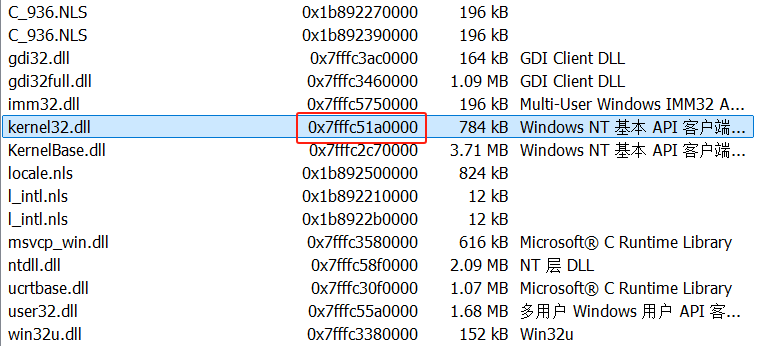 C_936.NLS 0x1b892270000 196 kB
C_936.NLS 0x1b892390000 196 kB
gdi32.dll 0x7fffc3ac0000 164 kB GDI Client DLL
gdi32full.dll 0x7fffc3460000 1.09 MB GDI Client DLL
imm32.dll 0x7fffc5750000 196 kB Multi-User Windows IMM32 A...
kernel32.dll 0x7fffc51a0000 784 kB Windows NT 基本 API 客户端...
KernelBase.dll 0x7fffc2c70000 3.71 MB Windows NT 基本 API 客户端...
locale.nls 0x1b892500000 824 kB
l_intl.nls 0x1b892210000 12 kB
l_intl.nls 0x1b8922b0000 12 kB
msvcp_win.dll 0x7fffc3580000 616 kB Microsoft® C Runtime Library
ntdll.dll 0x7fffc58f0000 2.09 MB NT 层 DLL
ucrtbase.dll 0x7fffc30f0000 1.07 MB Microsoft® C Runtime Library
user32.dll 0x7fffc55a0000 1.68 MB 多用户 Windows 用户 API 客...
win32u.dll 0x7fffc3380000 152 kB Win32u